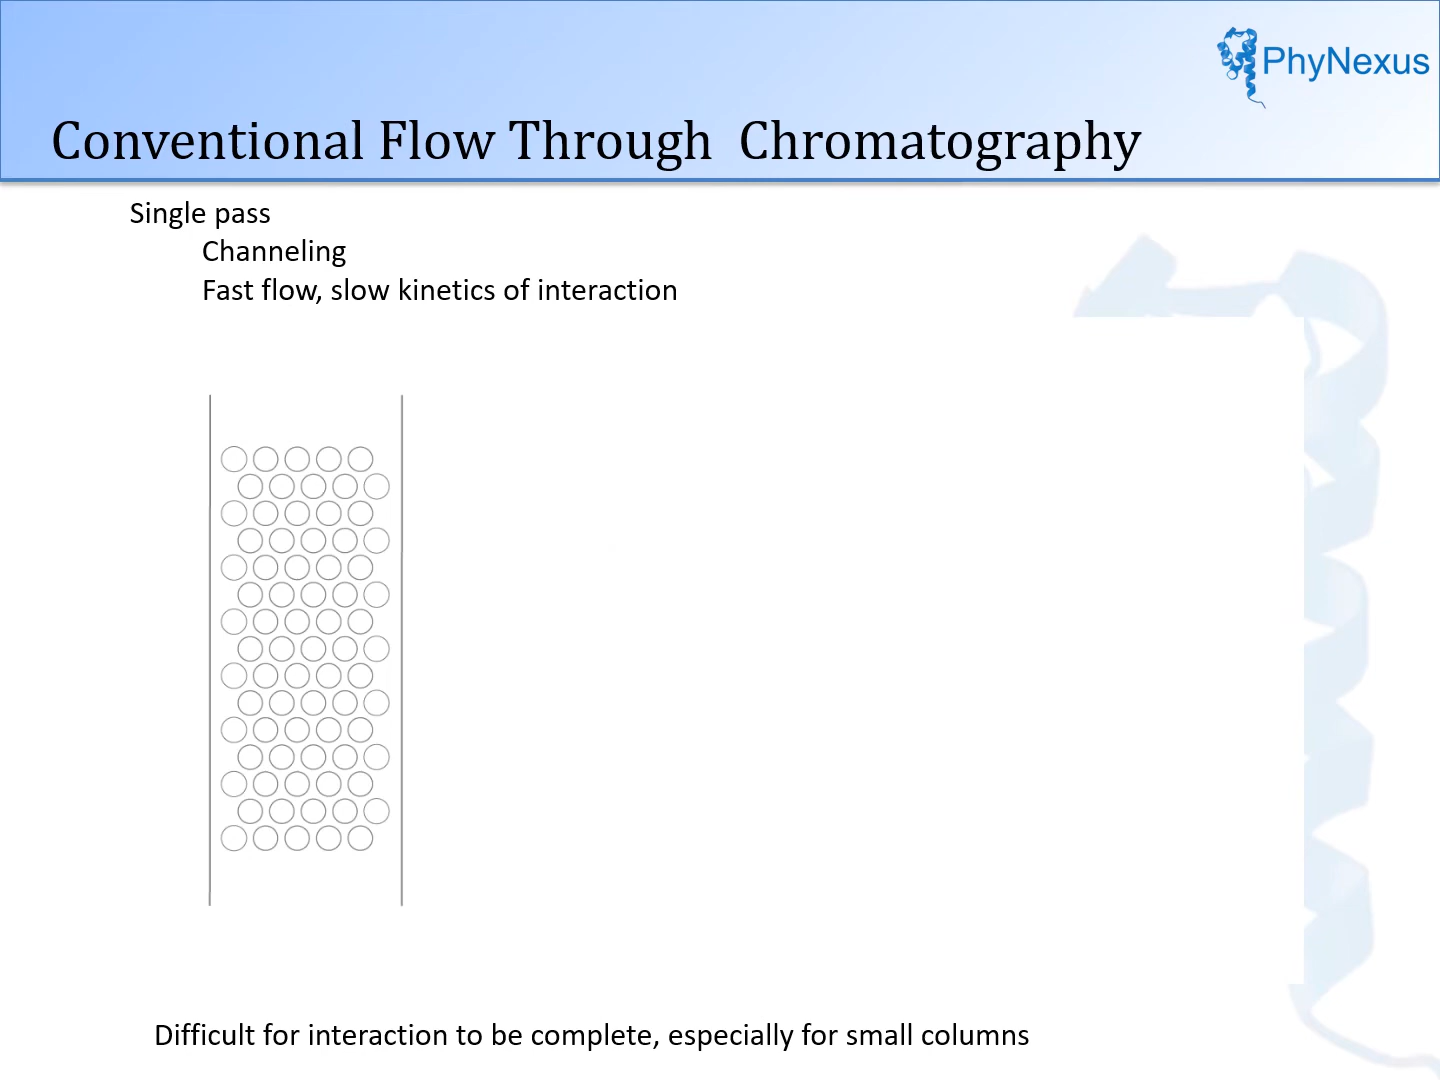 PhyNexus
Conventional Flow Through  Chromatography
Single pass
Channeling
Fast flow, slow kinetics of interaction
Difficult for interaction to be complete, especially for small columns